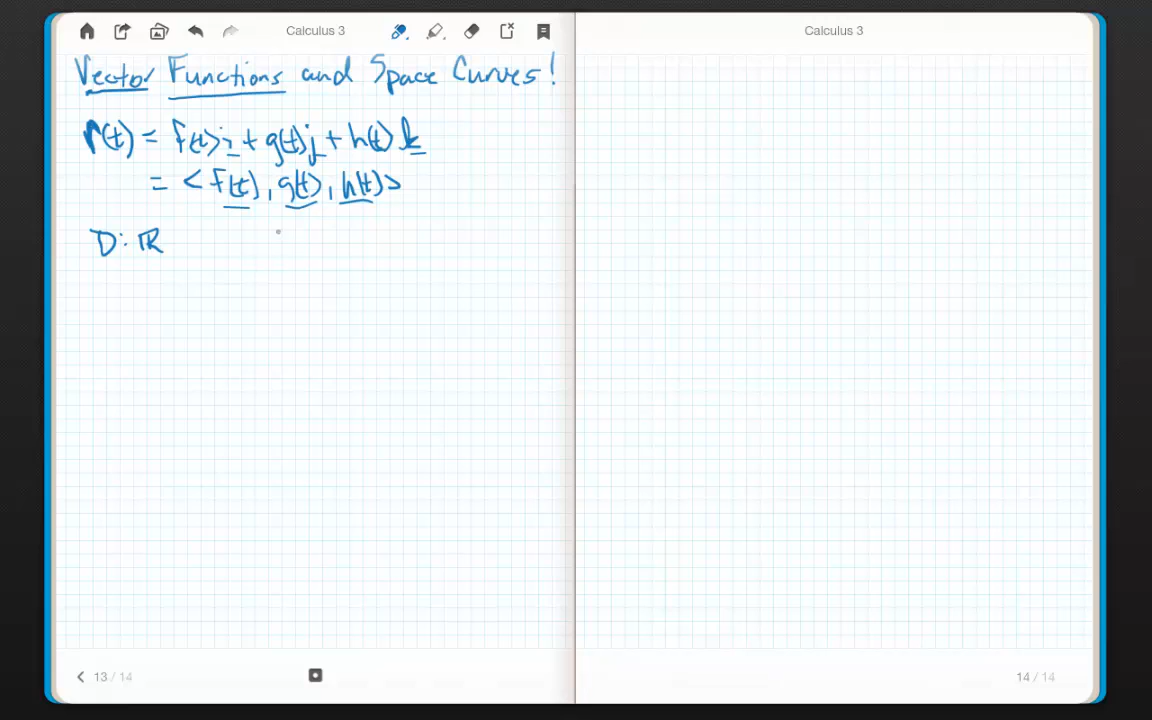 Calculus 3
Vector Functions and Space Curves!
r(t) = f(t)i + g(t)j + h(t)k
= <f(t), g(t), h(t)>
D: ℝ
13 / 14
Calculus 3
14 / 14